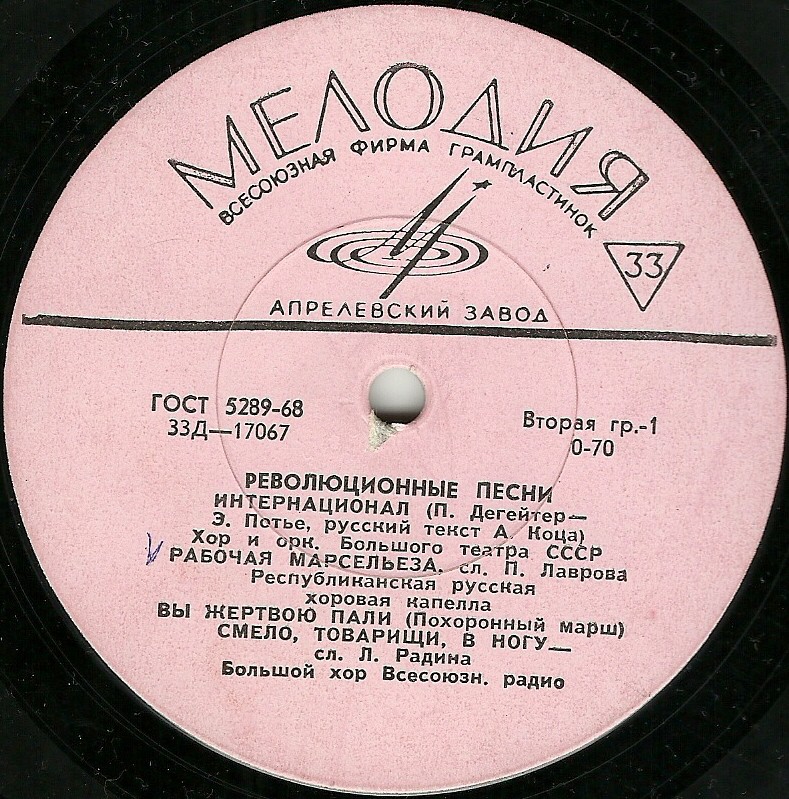 МЕЛОДИЯ
ВСЕСОЮЗНАЯ ФИРМА ГРАМПЛАСТИНОК
33
АПРЕЛЕВСКИЙ ЗАВОД
ГОСТ 5289-68
33Д—17067
Вторая гр.-1
0-70
РЕВОЛЮЦИОННЫЕ ПЕСНИ
ИНТЕРНАЦИОНАЛ (П. Дегейтер—
Э. Потье, русский текст А. Коца)
Хор и орк. Большого театра СССР
РАБОЧАЯ МАРСЕЛЬЕЗА. сл. П. Лаврова
Республиканская русская
хоровая капелла
ВЫ ЖЕРТВОЮ ПАЛИ (Похоронный марш)
СМЕЛО, ТОВАРИЩИ, В НОГУ—
сл. Л. Радина
Большой хор Всесоюзн. радио